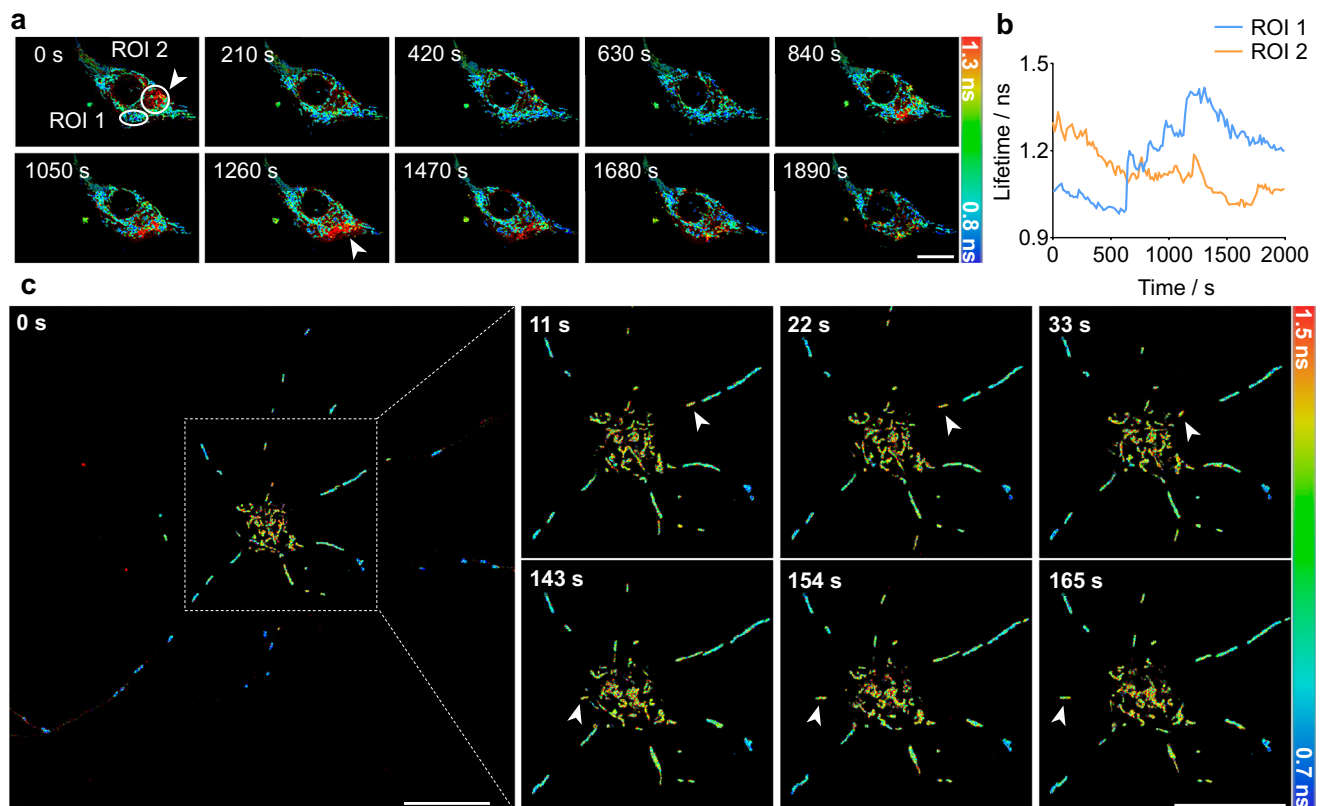 a
0 s
ROI 2
ROI 1
210 s
420 s
630 s
840 s
1050 s
1260 s
1470 s
1680 s
1890 s
1.3 ns
0.8 ns
b
ROI 1
ROI 2
Lifetime / ns
1.5
1.2
0.9
0
500
1000
1500
2000
Time / s
c
0 s
11 s
22 s
33 s
143 s
154 s
165 s
1.5 ns
0.7 ns